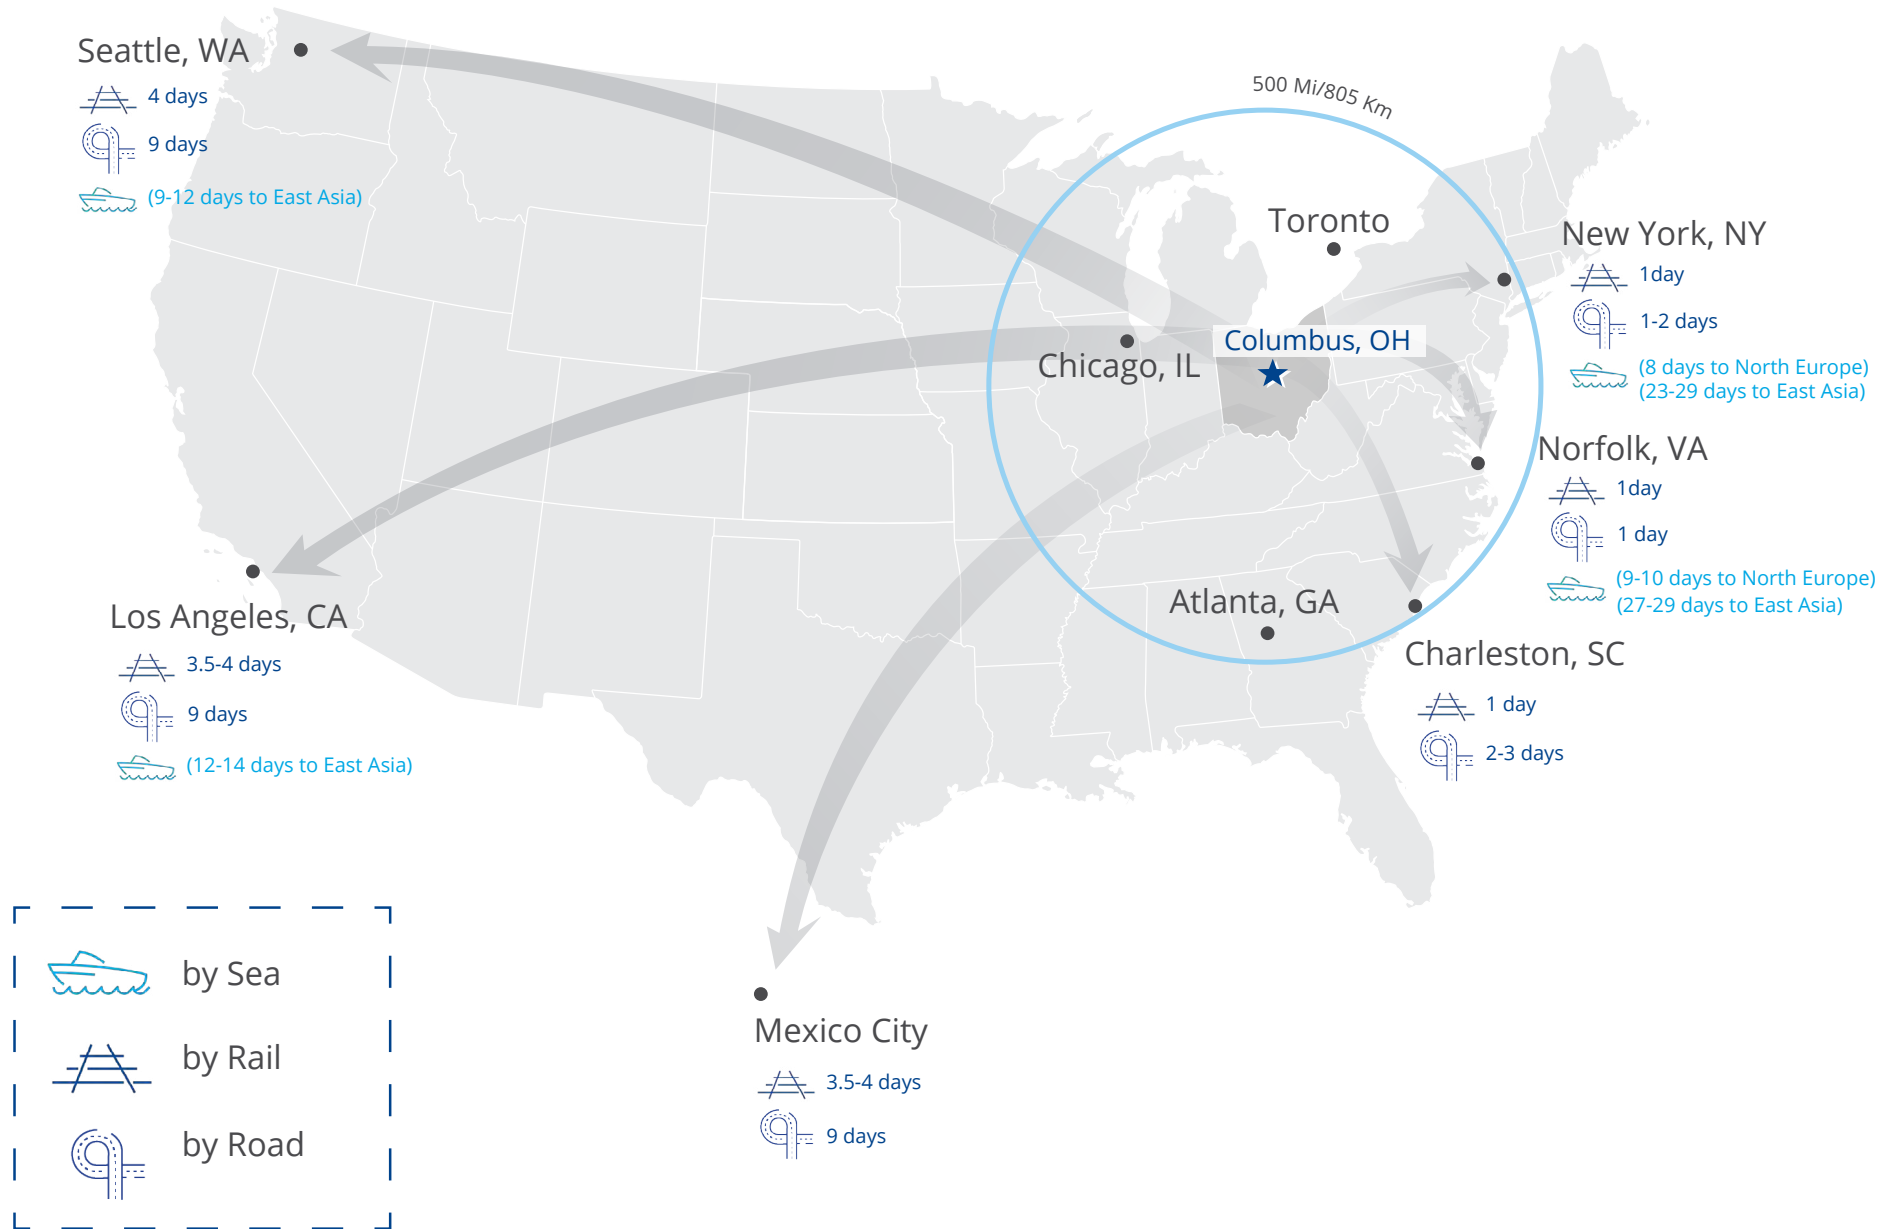 Seattle, WA
4 days
9 days
(9-12 days to East Asia)
500 Mi/805 Km
Toronto
New York, NY
1day
1-2 days
(8 days to North Europe)
(23-29 days to East Asia)
Columbus, OH
Chicago, IL
Norfolk, VA
1day
1 day
(9-10 days to North Europe)
(27-29 days to East Asia)
Atlanta, GA
Charleston, SC
1 day
2-3 days
Los Angeles, CA
3.5-4 days
9 days
(12-14 days to East Asia)
Mexico City
3.5-4 days
9 days
by Sea
by Rail
by Road